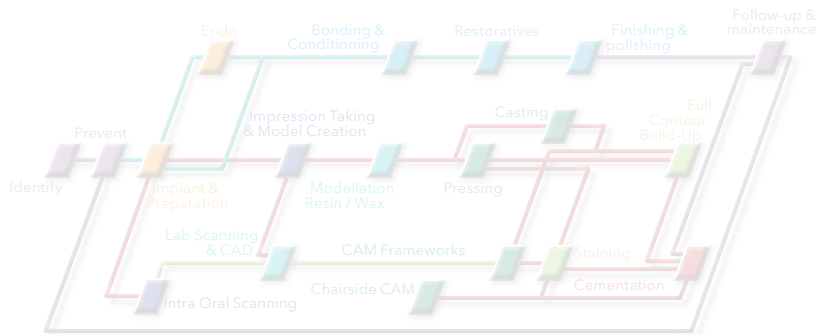 Follow-up &
maintenance
Endo
Bonding &
Conditioning
Restoratives
Finishing &
polishing
Full
Contour
Build-Up
Casting
Impression Taking
& Model Creation
Prevent
Identify
Implant &
Preparation
Modellation
Resin / Wax
Pressing
Lab Scanning
& CAD
CAM Frameworks
Staining
Chairside CAM
Cementation
Intra Oral Scanning